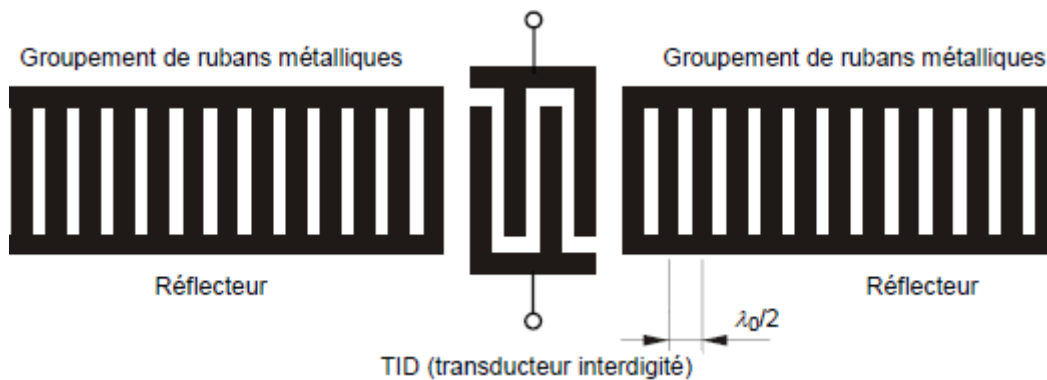 Groupement de rubans métalliques
Groupement de rubans métalliques
Réflecteur
Réflecteur
λ0/2
TID (transducteur interdigité)